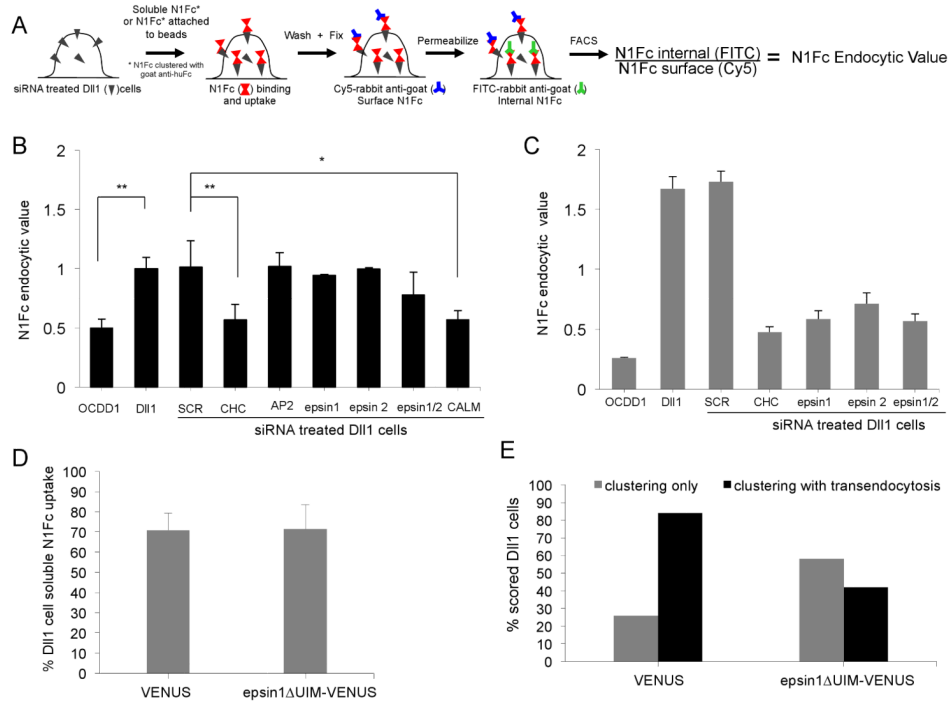 A
Soluble N1Fc*
or N1Fc* attached
to beads
* N1Fc clustered with
goat anti-huFc
siRNA treated Dll1 ( )cells
N1Fc ( ) binding
and uptake
Wash + Fix
Cy5-rabbit anti-goat ( )
Surface N1Fc
Permeabilize
FITC-rabbit anti-goat ( )
Internal N1Fc
FACS
N1Fc internal (FITC)
N1Fc surface (Cy5)
= N1Fc Endocytic Value
B
N1Fc endocytic value
2
1.5
1
0.5
0
**
**
*
OCDD1 Dll1 SCR CHC AP2 epsin1 epsin 2 epsin1/2 CALM
siRNA treated Dll1 cells
C
N1Fc endocytic value
2
1.5
1
0.5
0
OCDD1 Dll1 SCR CHC epsin1 epsin 2 epsin1/2
siRNA treated Dll1 cells
D
% Dll1 cell soluble N1Fc uptake
100
90
80
70
60
50
40
30
20
10
0
VENUS epsin1ΔUIM-VENUS
E
clustering only clustering with transendocytosis
% scored Dll1 cells
100
90
80
70
60
50
40
30
20
10
0
VENUS epsin1ΔUIM-VENUS